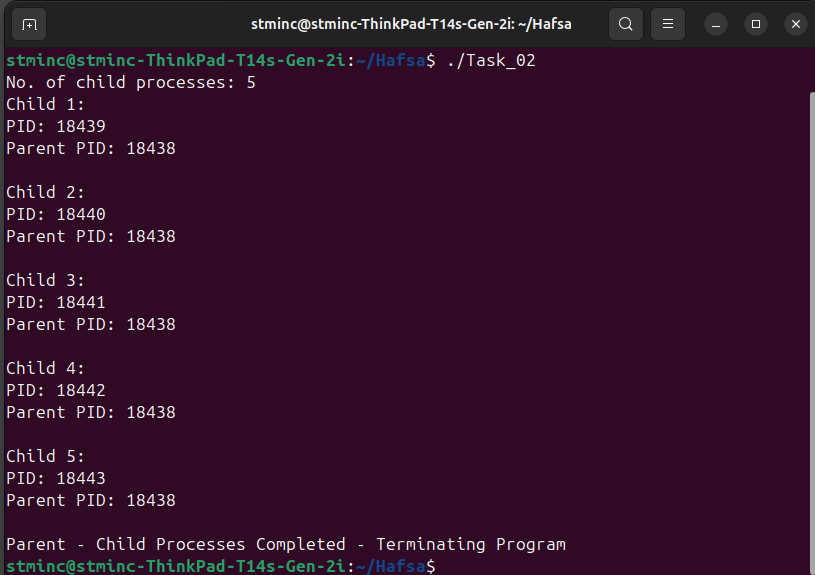 stminc@stminc-ThinkPad-T14s-Gen-2i: ~/Hafsa
stminc@stminc-ThinkPad-T14s-Gen-2i:~/Hafsa$ ./Task_02
No. of child processes: 5
Child 1:
PID: 18439
Parent PID: 18438
Child 2:
PID: 18440
Parent PID: 18438
Child 3:
PID: 18441
Parent PID: 18438
Child 4:
PID: 18442
Parent PID: 18438
Child 5:
PID: 18443
Parent PID: 18438
Parent - Child Processes Completed - Terminating Program
stminc@stminc-ThinkPad-T14s-Gen-2i:~/Hafsa$